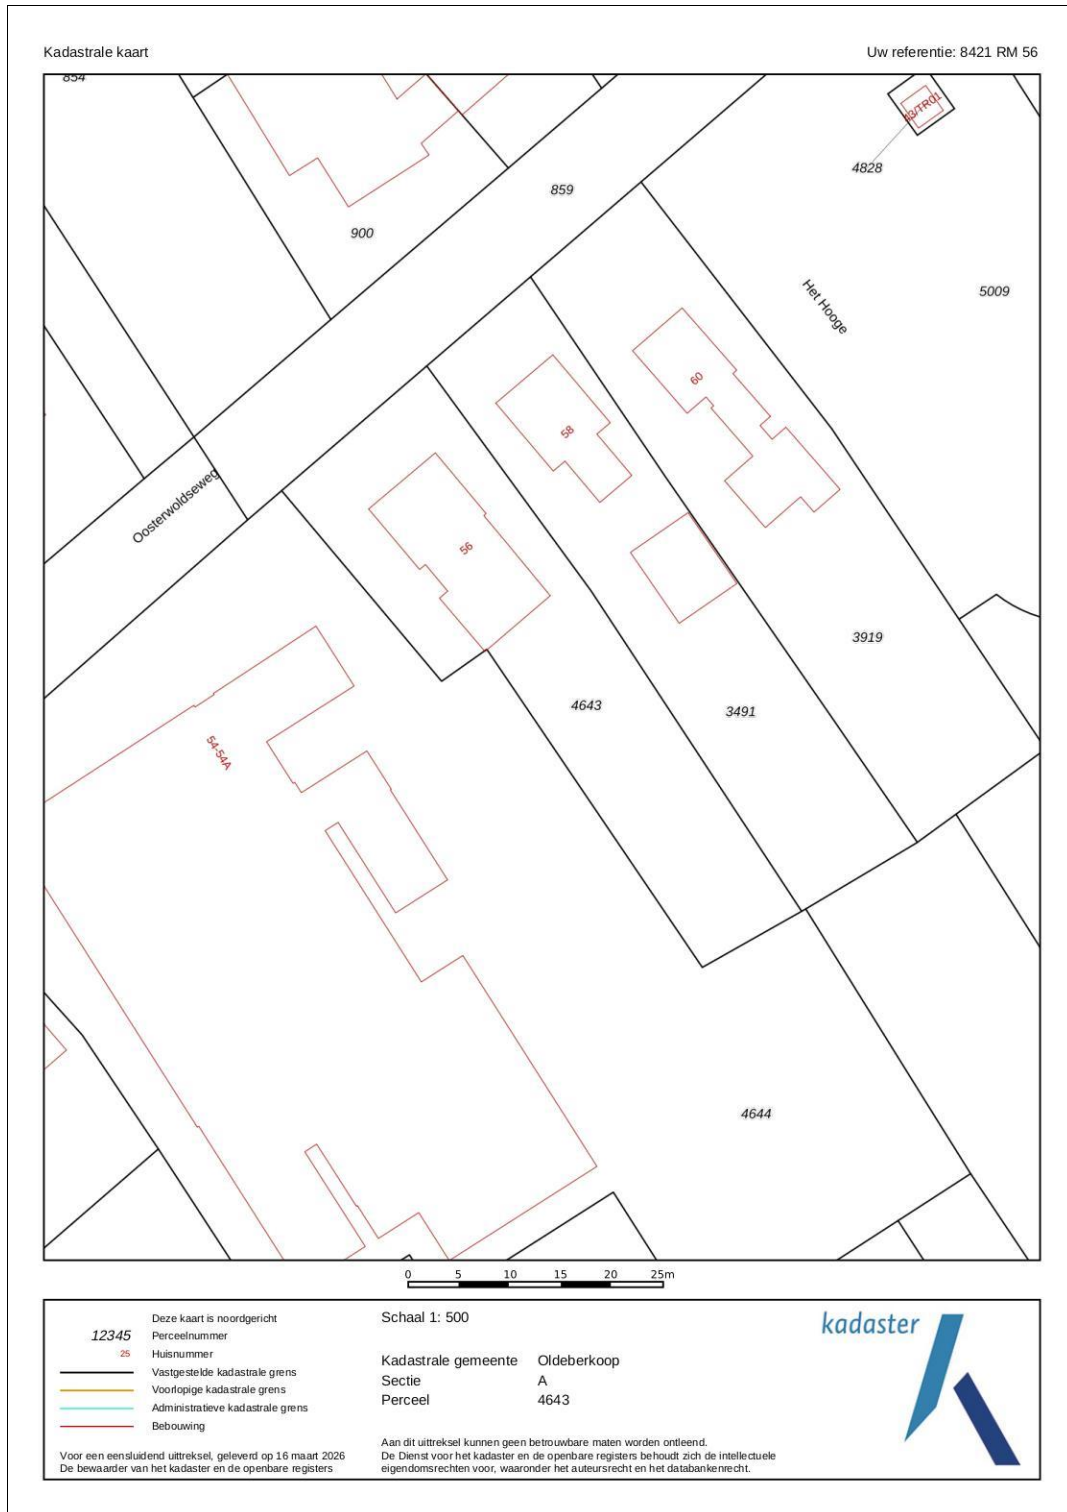 Kadastrale kaart
Uw referentie: 8421 RM 56
854
43/TR01
4828
859
900
5009
Het Hooge
60
58
Oosterwoldseweg
56
3919
4643
3491
54-54A
4644
0 5 10 15 20 25m
Deze kaart is noordgericht
12345 Perceelnummer
25 Huisnummer
Vastgestelde kadastrale grens
Voorlopige kadastrale grens
Administratieve kadastrale grens
Bebouwing
Voor een eensluidend uittreksel, geleverd op 16 maart 2026
De bewaarder van het kadaster en de openbare registers
Schaal 1: 500
Kadastrale gemeente Oldeberkoop
Sectie A
Perceel 4643
Aan dit uittreksel kunnen geen betrouwbare maten worden ontleend.
De Dienst voor het kadaster en de openbare registers behoudt zich de intellectuele
eigendomsrechten voor, waaronder het auteursrecht en het databankenrecht.
kadaster